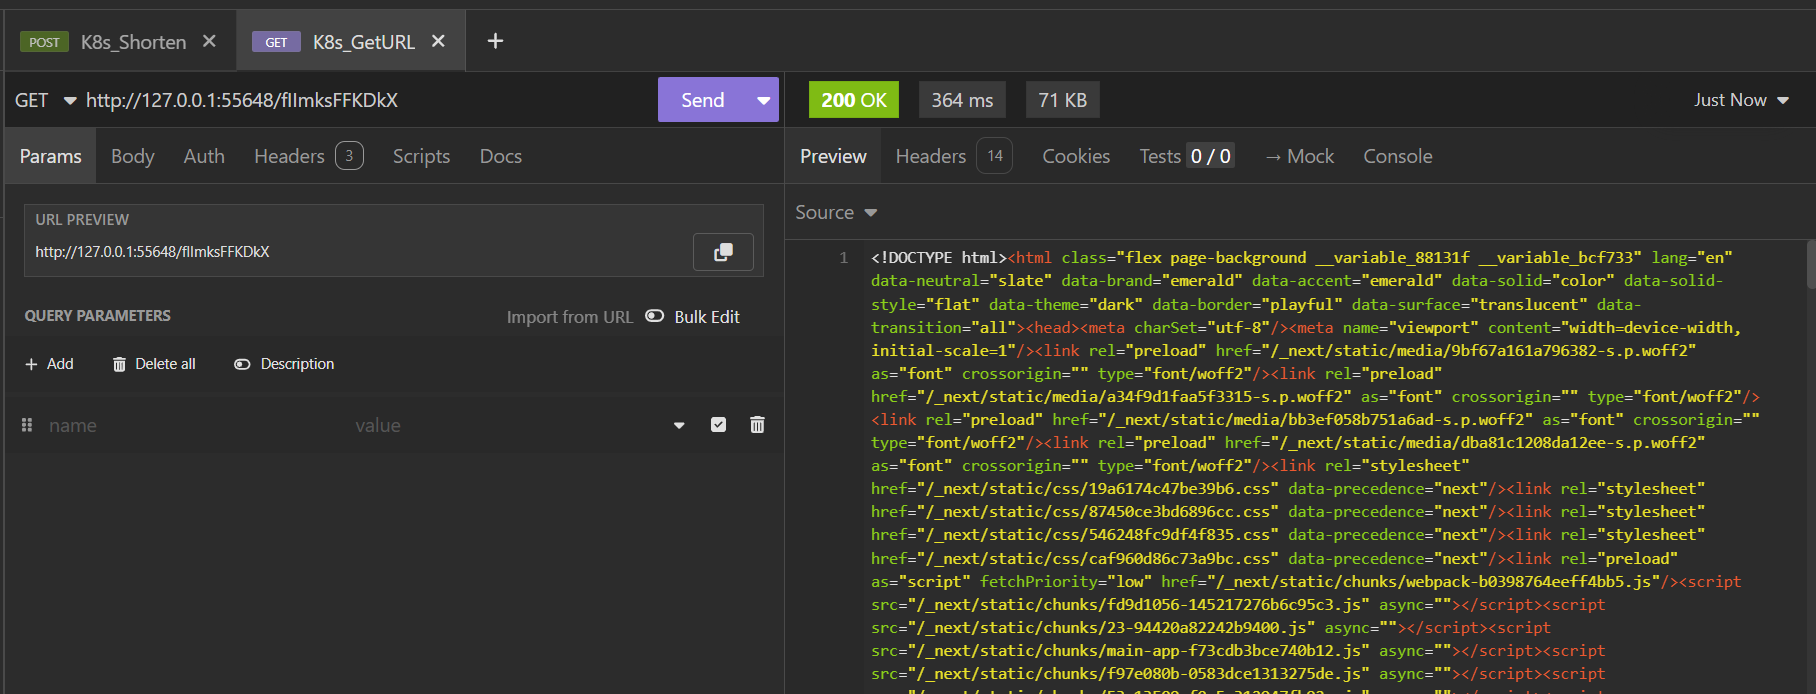 POST K8s_Shorten × GET K8s_GetURL × +
GET http://127.0.0.1:55648/flImksFFKDkX Send 200 OK 364 ms 71 KB Just Now
Params Body Auth Headers 3 Scripts Docs
Preview Headers 14 Cookies Tests 0 / 0 → Mock Console
URL PREVIEW
http://127.0.0.1:55648/flImksFFKDkX
QUERY PARAMETERS Import from URL Bulk Edit
+ Add Delete all Description
name value
Source
1 <!DOCTYPE html><html class="flex page-background __variable_88131f __variable_bcf733" lang="en"
data-neutral="slate" data-brand="emerald" data-accent="emerald" data-solid="color" data-solid-
style="flat" data-theme="dark" data-border="playful" data-surface="translucent" data-
transition="all"><head><meta charSet="utf-8"/><meta name="viewport" content="width=device-width,
initial-scale=1"/><link rel="preload" href="/_next/static/media/9bf67a161a796382-s.p.woff2"
as="font" crossorigin="" type="font/woff2"/><link rel="preload"
href="/_next/static/media/a34f9d1faa5f3315-s.p.woff2" as="font" crossorigin="" type="font/woff2"/>
<link rel="preload" href="/_next/static/media/bb3ef058b751a6ad-s.p.woff2" as="font" crossorigin=""
type="font/woff2"/><link rel="preload" href="/_next/static/media/dba81c1208da12ee-s.p.woff2"
as="font" crossorigin="" type="font/woff2"/><link rel="stylesheet"
href="/_next/static/css/19a6174c47be39b6.css" data-precedence="next"/><link rel="stylesheet"
href="/_next/static/css/87450ce3bd6896cc.css" data-precedence="next"/><link rel="stylesheet"
href="/_next/static/css/546248fc9df4f835.css" data-precedence="next"/><link rel="stylesheet"
href="/_next/static/css/caf960d86c73a9bc.css" data-precedence="next"/><link rel="preload"
as="script" fetchPriority="low" href="/_next/static/chunks/webpack-b0398764eeff4bb5.js"/><script
src="/_next/static/chunks/fd9d1056-145217276b6c95c3.js" async=""></script><script
src="/_next/static/chunks/23-94420a82242b9400.js" async=""></script><script
src="/_next/static/chunks/main-app-f73cdb3bce740b12.js" async=""></script><script
src="/_next/static/chunks/f97e080b-0583dce1313275de.js" async=""></script><script